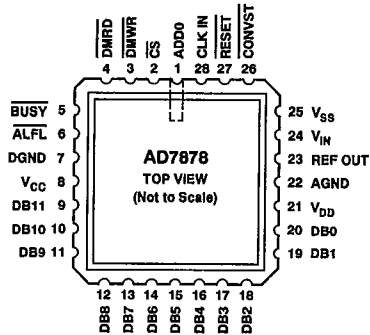 DMRD DMWR CS ADD0 CLK IN RESET CONVST
4 3 2 1 28 27 26
BUSY 5
ALFL 6
DGND 7
VCC 8
DB11 9
DB10 10
DB9 11
AD7878
TOP VIEW
(Not to Scale)
25 VSS
24 VIN
23 REF OUT
22 AGND
21 VDD
20 DB0
19 DB1
12 13 14 15 16 17 18
DB8 DB7 DB6 DB5 DB4 DB3 DB2